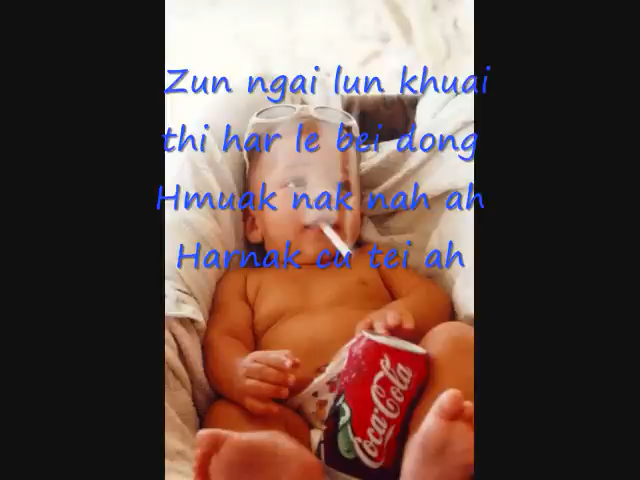 Zun ngai lun khuai
thi har le bei dong
Hmuak nak nah ah
Harnak cu tei ah
Coca-Cola